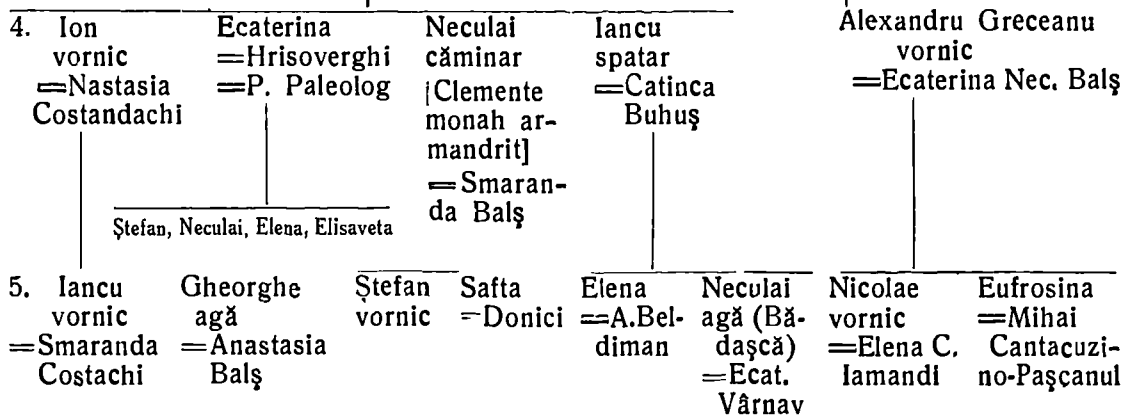 4. Ion
vornic
=Nastasia
Costandachi
Ecaterina
=Hrisoverghi
=P. Paleolog
Neculai
căminar
[Clemente
monah ar-
mandrit]
=Smaran-
da Balş
Iancu
spatar
=Catinca
Buhuş
Alexandru Greceanu
vornic
=Ecaterina Nec. Balş
Ştefan, Neculai, Elena, Elisaveta
5. Iancu
vornic
=Smaranda
Costachi
Gheorghe
agă
=Anastasia
Balş
Ştefan
vornic
Safta
=Donici
Elena
=A.Bel-
diman
Neculai
agă (Bă-
daşcă)
=Ecat.
Vârnav
Nicolae
vornic
=Elena C.
Iamandi
Eufrosina
=Mihai
Cantacuzi-
no-Paşcanul